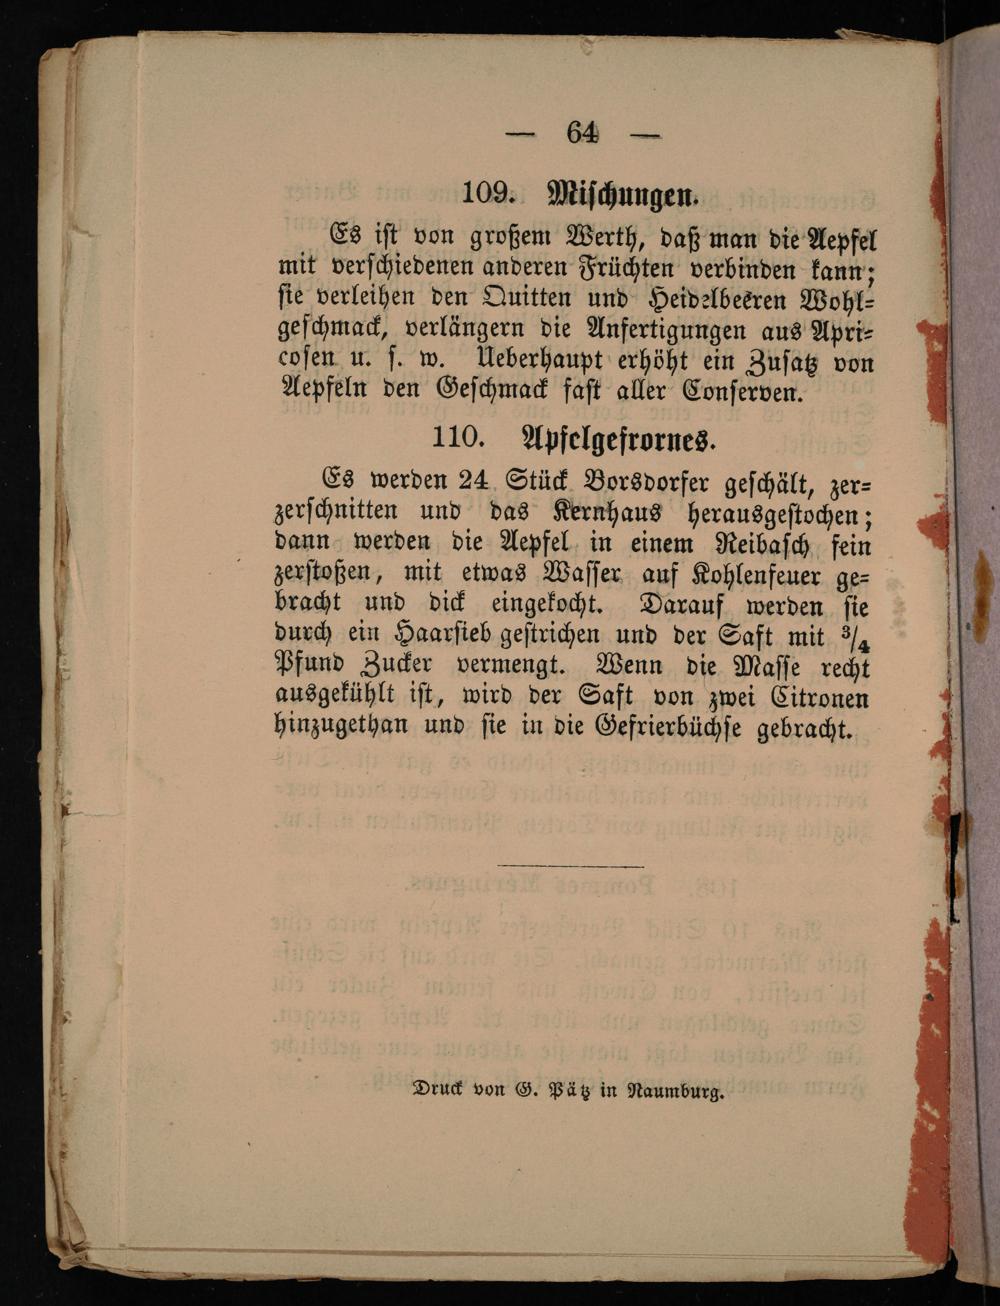 — 64 —
109. Mischungen.
Es ist von großem Werth, daß man die Aepfel
mit verschiedenen anderen Früchten verbinden kann;
sie verleihen den Quitten und Heidelbeeren Wohl-
geschmack, verlängern die Anfertigungen aus Apri-
cosen u. s. w. Ueberhaupt erhöht ein Zusatz von
Aepfeln den Geschmack fast aller Conserven.
110. Apfelgefrornes.
Es werden 24 Stück Borsdorfer geschält, zer-
zerschnitten und das Kernhaus herausgestochen;
dann werden die Aepfel in einem Reibasch fein
zerstoßen, mit etwas Wasser auf Kohlenfeuer ge-
bracht und dick eingekocht. Darauf werden sie
durch ein Haarsieb gestrichen und der Saft mit 3/4
Pfund Zucker vermengt. Wenn die Masse recht
ausgekühlt ist, wird der Saft von zwei Citronen
hinzugethan und sie in die Gefrierbüchse gebracht.
Druck von G. Pätz in Naumburg.